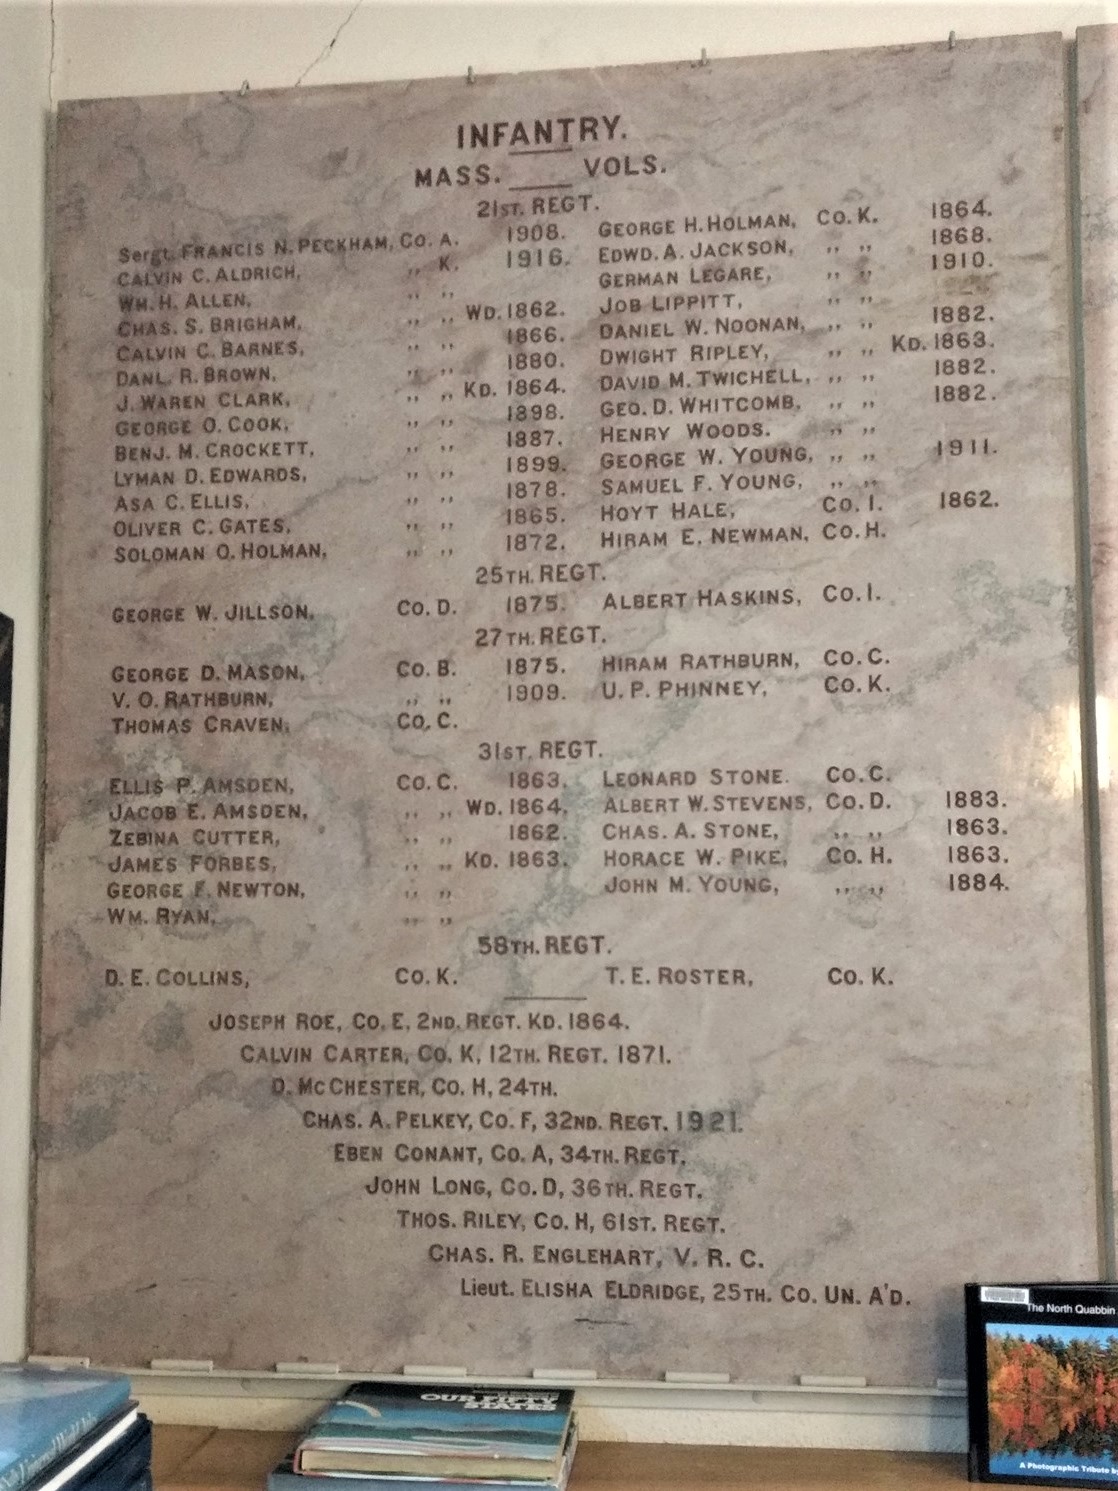 INFANTRY.
MASS. VOLS.
21ST. REGT.
Sergt. FRANCIS N. PECKHAM, CO. A. 1908. GEORGE H. HOLMAN, CO. K. 1864.
CALVIN C. ALDRICH, ,, K. 1916. EDWD. A. JACKSON, ,, ,, 1868.
WM. H. ALLEN, ,, ,, GERMAN LEGARE, ,, ,, 1910.
CHAS. S. BRIGHAM, ,, ,, WD. 1862. JOB LIPPITT, ,, ,,
CALVIN C. BARNES, ,, ,, 1866. DANIEL W. NOONAN, ,, ,, 1882.
DANL. R. BROWN, ,, ,, 1880. DWIGHT RIPLEY, ,, ,, KD. 1863.
J. WAREN CLARK, ,, ,, KD. 1864. DAVID M. TWICHELL, ,, ,, 1882.
GEORGE O. COOK, ,, ,, 1898. GEO. D. WHITCOMB, ,, ,, 1882.
BENJ. M. CROCKETT, ,, ,, 1887. HENRY WOODS. ,, ,,
LYMAN D. EDWARDS, ,, ,, 1899. GEORGE W. YOUNG, ,, ,, 1911.
ASA C. ELLIS, ,, ,, 1878. SAMUEL F. YOUNG, ,, ,,
OLIVER C. GATES, ,, ,, 1865. HOYT HALE, CO. I. 1862.
SOLOMAN O. HOLMAN, ,, ,, 1872. HIRAM E. NEWMAN, CO. H.
25TH. REGT.
GEORGE W. JILLSON, CO. D. 1875. ALBERT HASKINS, CO. I.
27TH. REGT.
GEORGE D. MASON, CO. B. 1875. HIRAM RATHBURN, CO. C.
V. O. RATHBURN, ,, ,, 1909. U. P. PHINNEY, CO. K.
THOMAS CRAVEN, CO. C.
31ST. REGT.
ELLIS P. AMSDEN, CO. C. 1863. LEONARD STONE. CO. C.
JACOB E. AMSDEN, ,, ,, WD. 1864. ALBERT W. STEVENS, CO. D. 1883.
ZEBINA CUTTER, ,, ,, 1862. CHAS. A. STONE, ,, ,, 1863.
JAMES FORBES, ,, ,, KD. 1863. HORACE W. PIKE, CO. H. 1863.
GEORGE F. NEWTON, ,, ,, JOHN M. YOUNG, ,, ,, 1884.
WM. RYAN, ,, ,,
58TH. REGT.
D. E. COLLINS, CO. K. T. E. ROSTER, CO. K.
JOSEPH ROE, CO. E, 2ND. REGT. KD. 1864.
CALVIN CARTER, CO. K, 12TH. REGT. 1871.
D. MCCHESTER, CO. H, 24TH.
CHAS. A. PELKEY, CO. F, 32ND. REGT. 1921.
EBEN CONANT, CO. A, 34TH. REGT.
JOHN LONG, CO. D, 36TH. REGT.
THOS. RILEY, CO. H, 61ST. REGT.
CHAS. R. ENGLEHART, V. R. C.
Lieut. ELISHA ELDRIDGE, 25TH. CO. UN. A'D.
The North Quabbin
A Photographic Tribute
OUR FIFTY
STATES